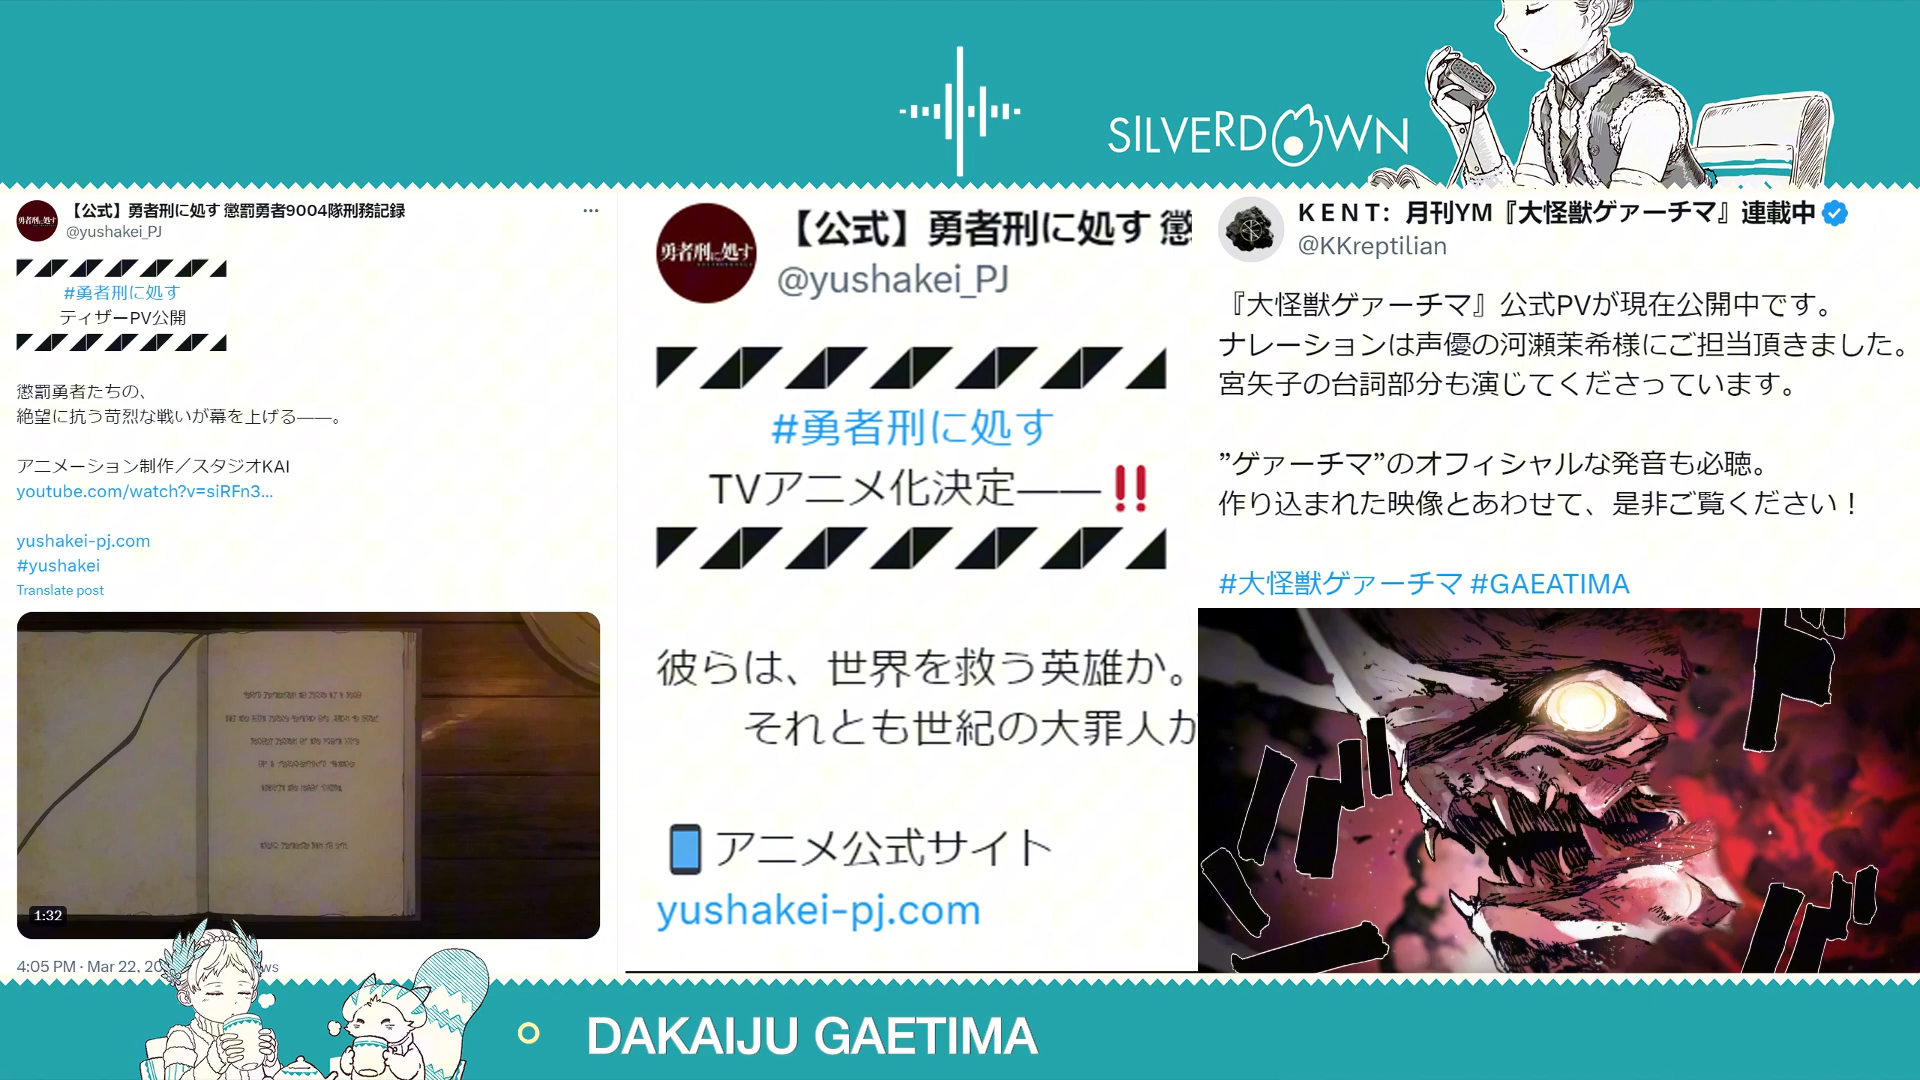 SILVERDOWN
【公式】勇者刑に処す 懲罰勇者9004隊刑務記録
@yushakei_PJ
#勇者刑に処す
ティザーPV公開
懲罰勇者たちの、
絶望に抗う苛烈な戦いが幕を上げる――。
アニメーション制作／スタジオKAI
youtube.com/watch?v=siRFn3...
yushakei-pj.com
#yushakei
Translate post
1:32
4:05 PM · Mar 22, 20
ws
勇者刑に処す
【公式】勇者刑に処す 懲
@yushakei_PJ
#勇者刑に処す
TVアニメ化決定――‼
彼らは、世界を救う英雄か。
それとも世紀の大罪人か
📱アニメ公式サイト
yushakei-pj.com
ＫＥＮＴ：月刊YM『大怪獣ゲァーチマ』連載中
@KKreptilian
『大怪獣ゲァーチマ』公式PVが現在公開中です。
ナレーションは声優の河瀬茉希様にご担当頂きました。
宮矢子の台詞部分も演じてくださっています。
”ゲァーチマ”のオフィシャルな発音も必聴。
作り込まれた映像とあわせて、是非ご覧ください！
#大怪獣ゲァーチマ #GAEATIMA
DAKAIJU GAETIMA